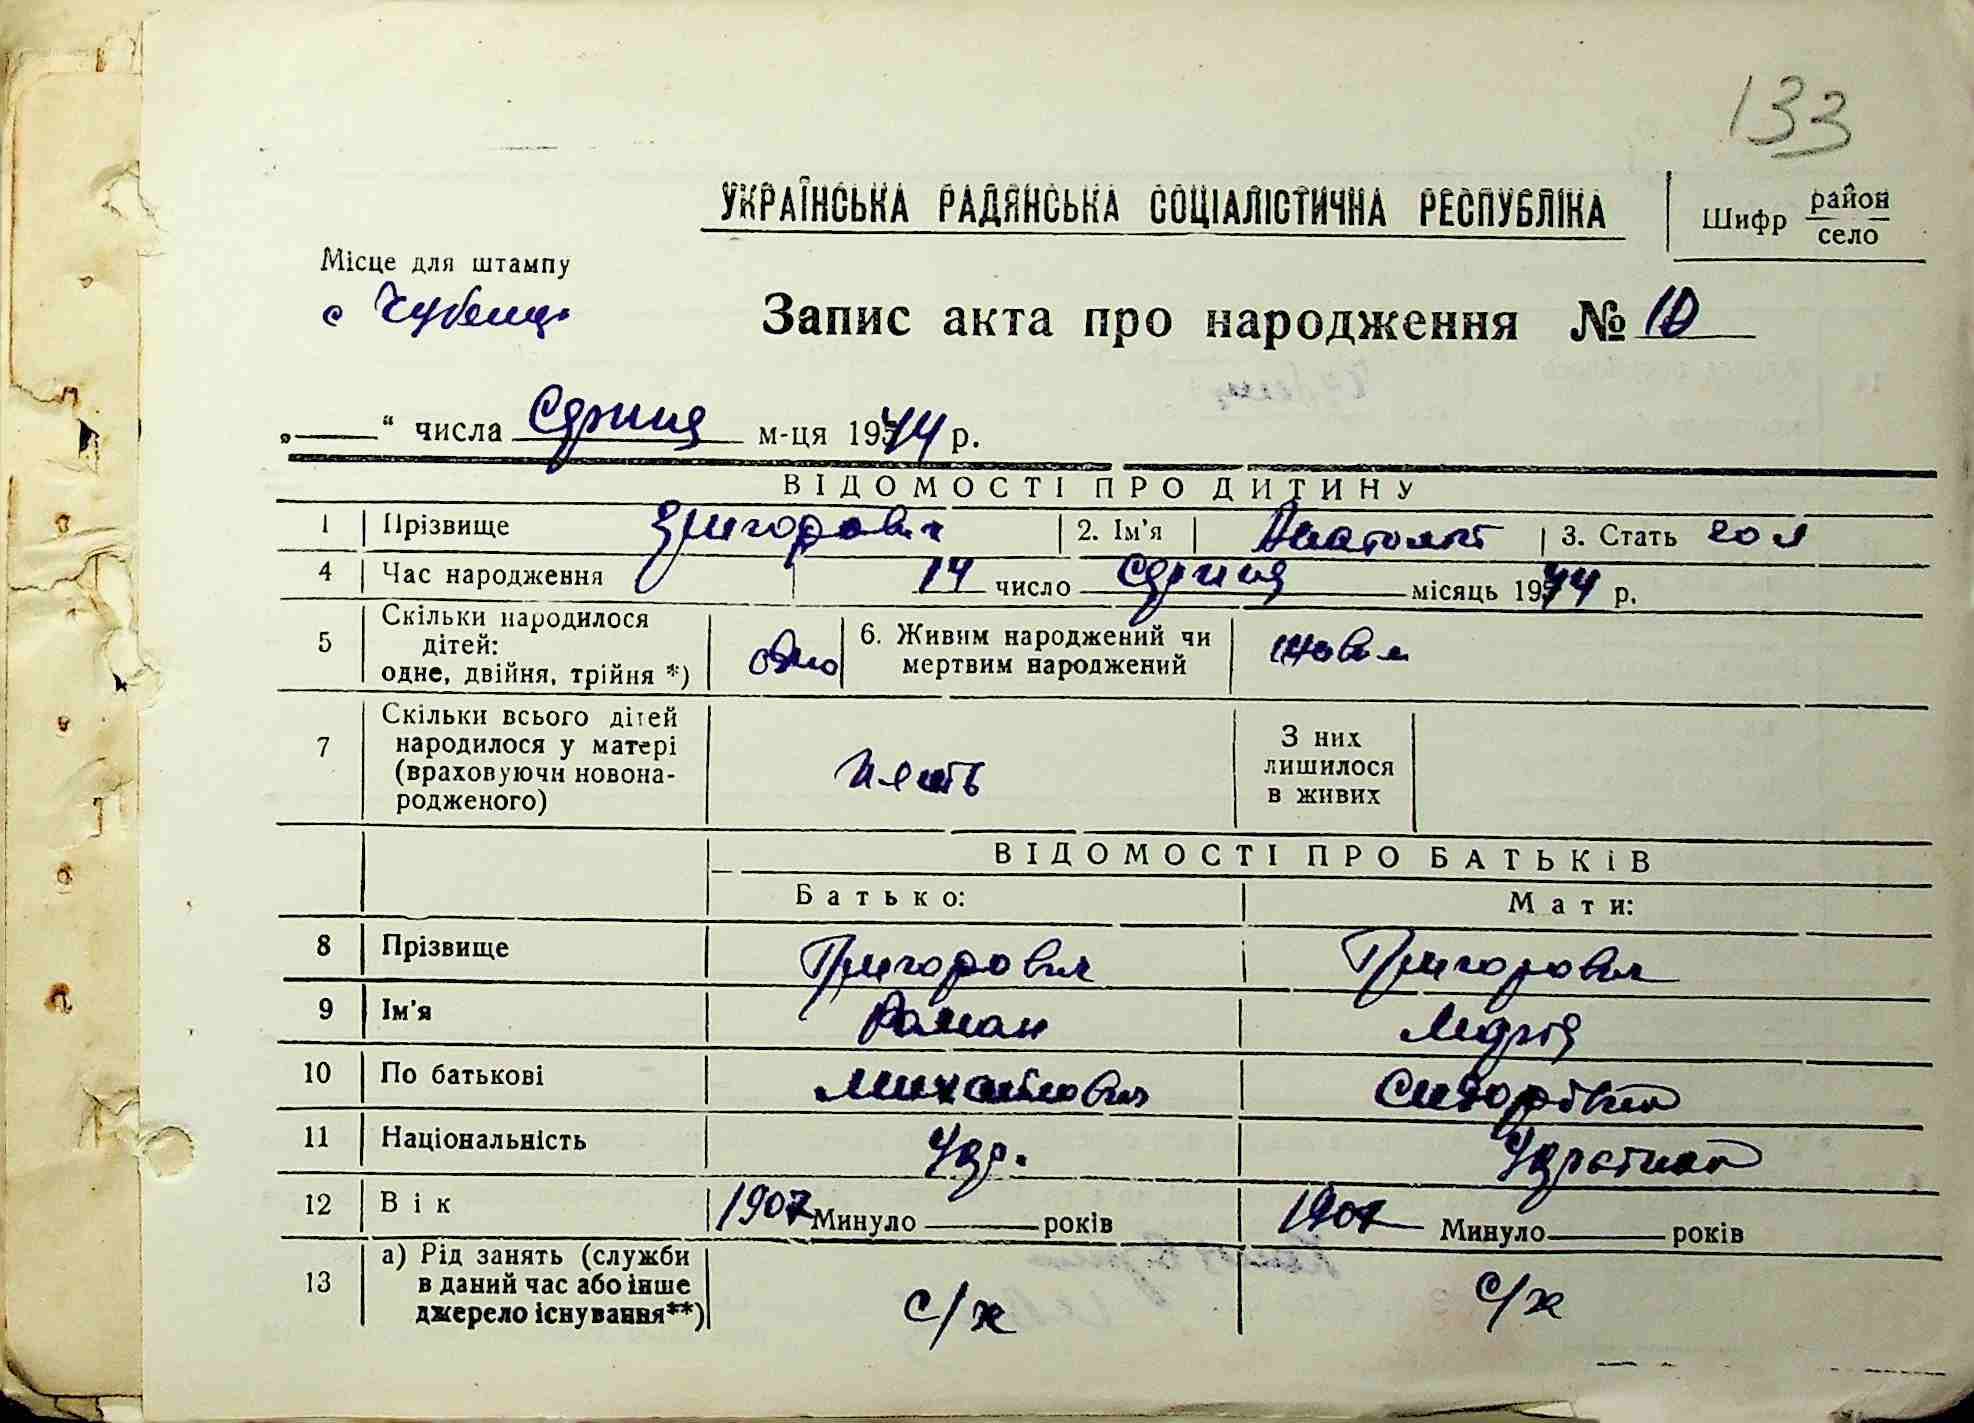 133
УКРАЇНСЬКА РАДЯНСЬКА СОЦІАЛІСТИЧНА РЕСПУБЛІКА
Шифр район
село
Місце для штампу
с Чубинці
Запис акта про народження № 10
„ “ числа Серпня м-ця 1944 р.
ВІДОМОСТІ ПРО ДИТИНУ
1 Прізвище Григорович 2. Ім'я Анатолій 3. Стать чол
4 Час народження 14 число Серпня місяць 1944 р.
5 Скільки народилося дітей: одне, двійня, трійня *) одно 6. Живим народжений чи мертвим народжений живим
7 Скільки всього дітей народилося у матері (враховуючи новонародженого) пять З них лишилося в живих
ВІДОМОСТІ ПРО БАТЬКІВ
Батько: Мати:
8 Прізвище Григорович Григорович
9 Ім'я Роман Марія
10 По батькові Михайлович Сидорівна
11 Національність Укр. Українка
12 Вік 1907 Минуло років 1907 Минуло років
13 а) Рід занять (служби в даний час або інше джерело існування**) с/х с/х